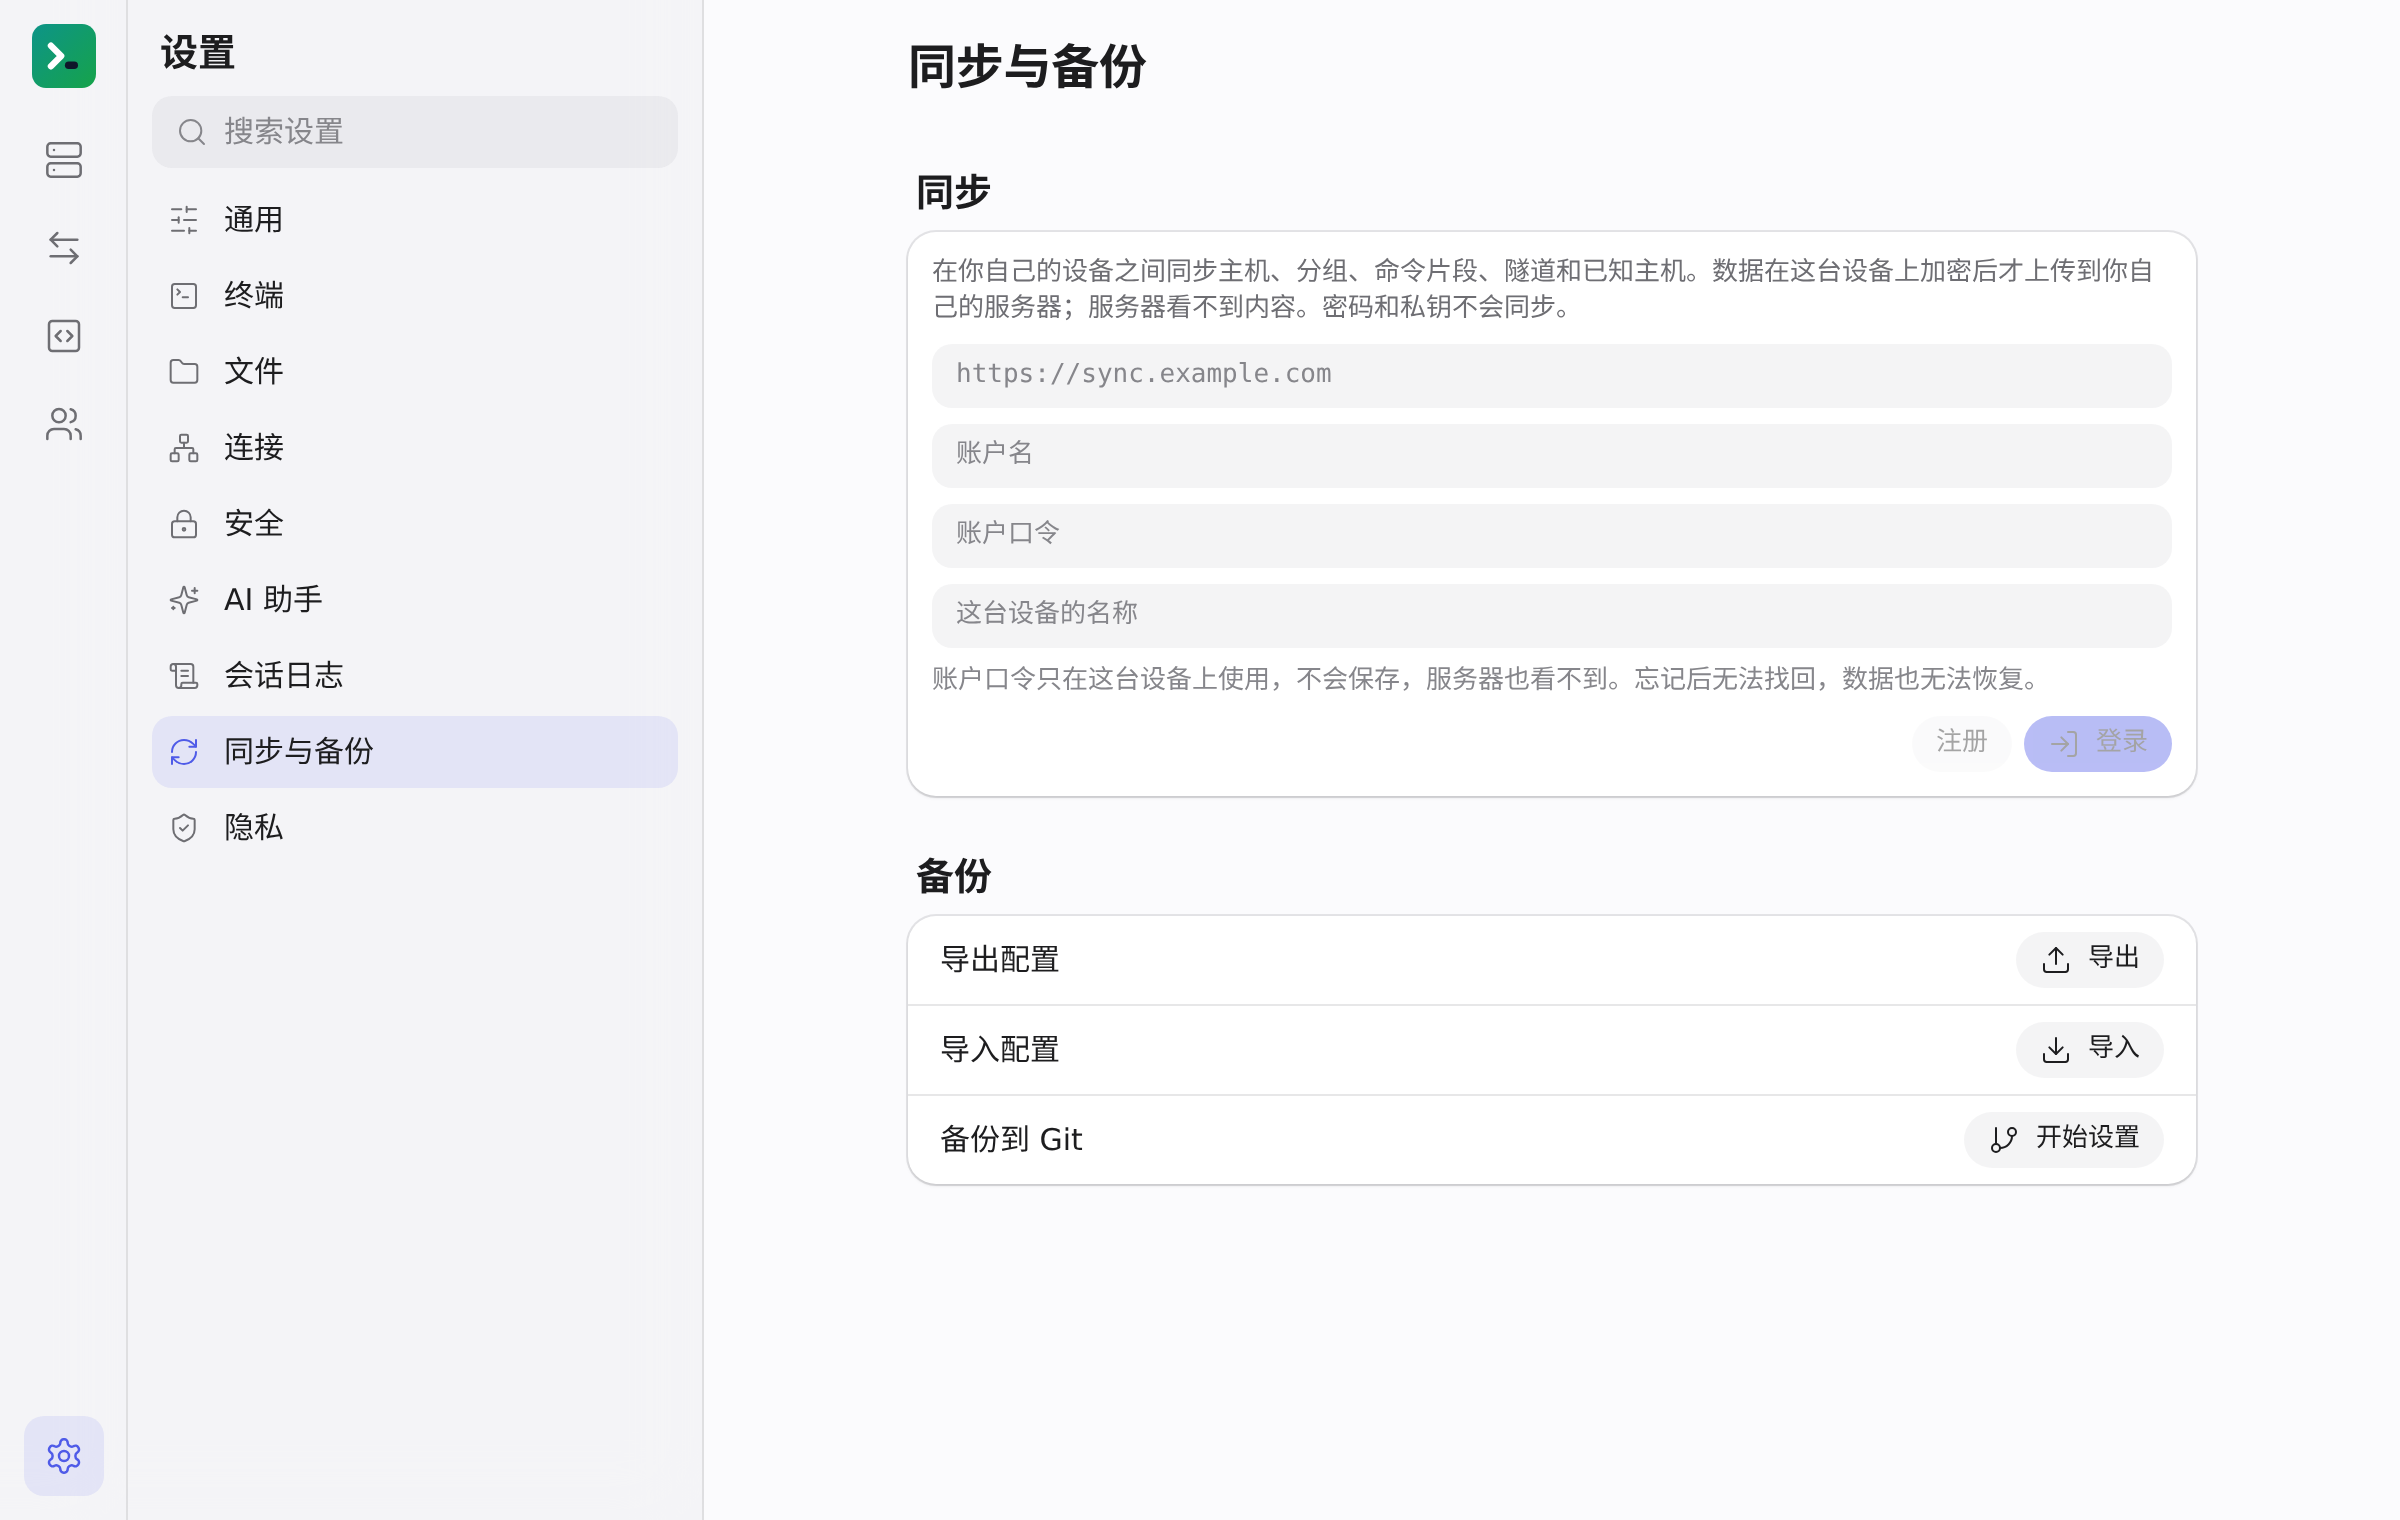 设置
搜索设置
通用
终端
文件
连接
安全
AI 助手
会话日志
同步与备份
隐私
同步与备份
同步
在你自己的设备之间同步主机、分组、命令片段、隧道和已知主机。数据在这台设备上加密后才上传到你自
己的服务器；服务器看不到内容。密码和私钥不会同步。
https://sync.example.com
账户名
账户口令
这台设备的名称
账户口令只在这台设备上使用，不会保存，服务器也看不到。忘记后无法找回，数据也无法恢复。
注册
登录
备份
导出配置
导出
导入配置
导入
备份到 Git
开始设置